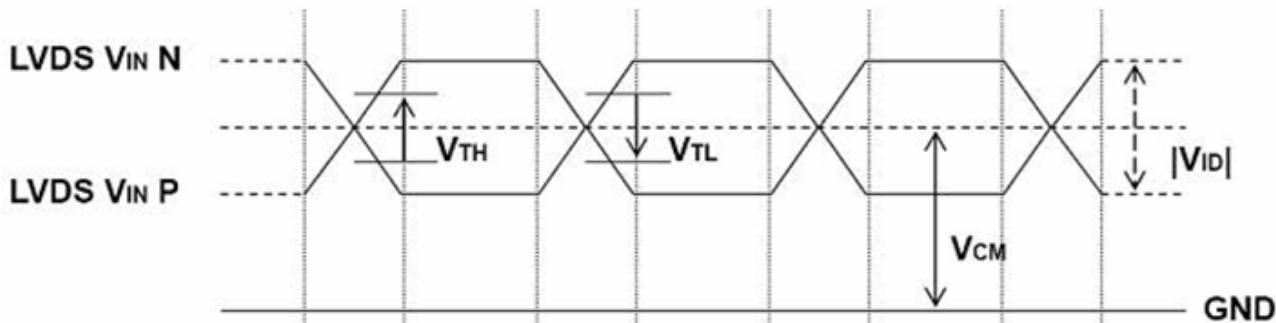 LVDS VIN N
VTH
VTL
|VID|
LVDS VIN P
VCM
GND